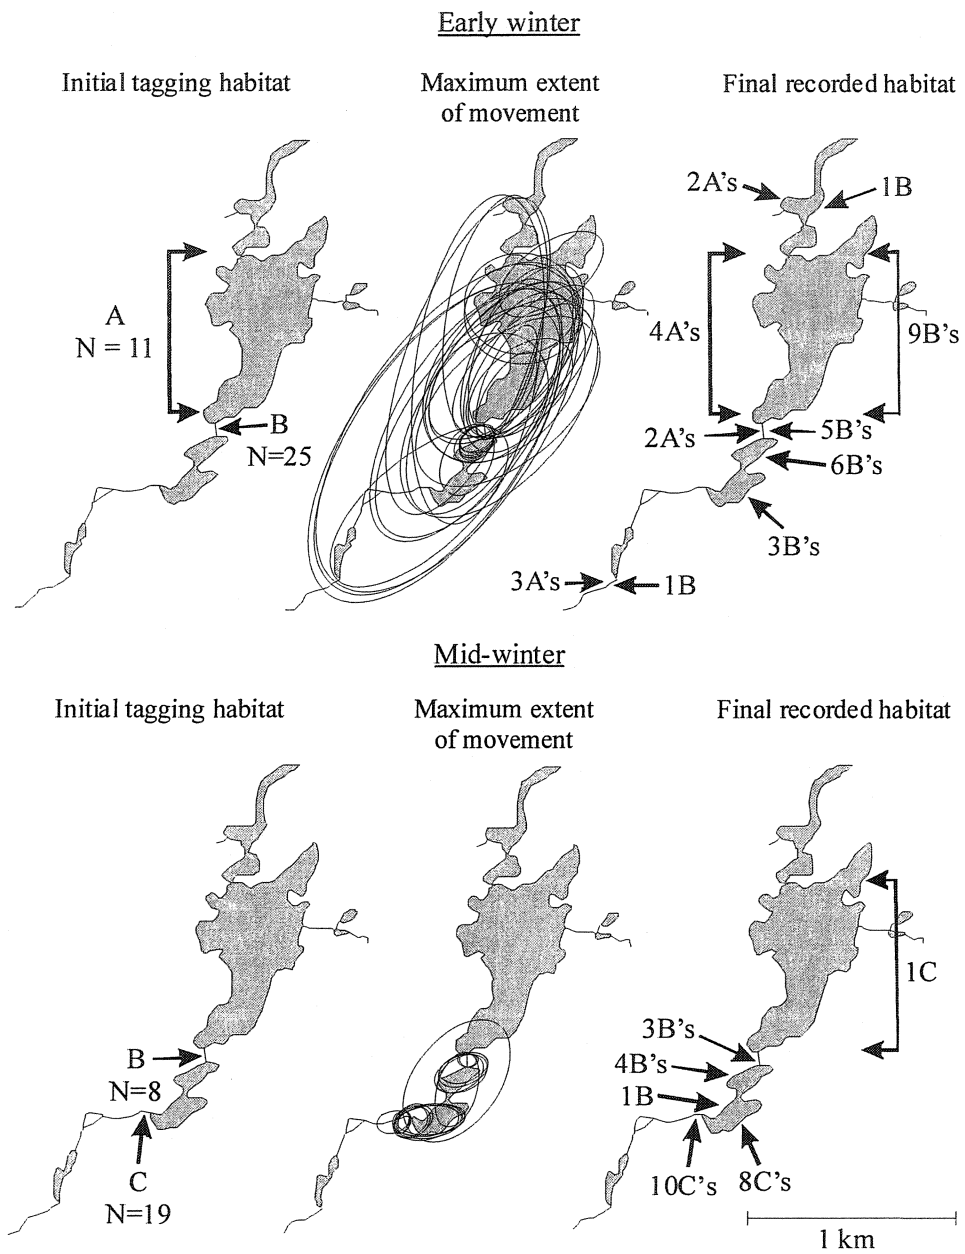 Early winter
Initial tagging habitat
Maximum extent
of movement
Final recorded habitat
A
N = 11
B
N=25
2A's
1B
4A's
9B's
2A's
5B's
6B's
3B's
3A's
1B
Mid-winter
Initial tagging habitat
Maximum extent
of movement
Final recorded habitat
B
N=8
C
N=19
1C
3B's
4B's
1B
10C's
8C's
1 km